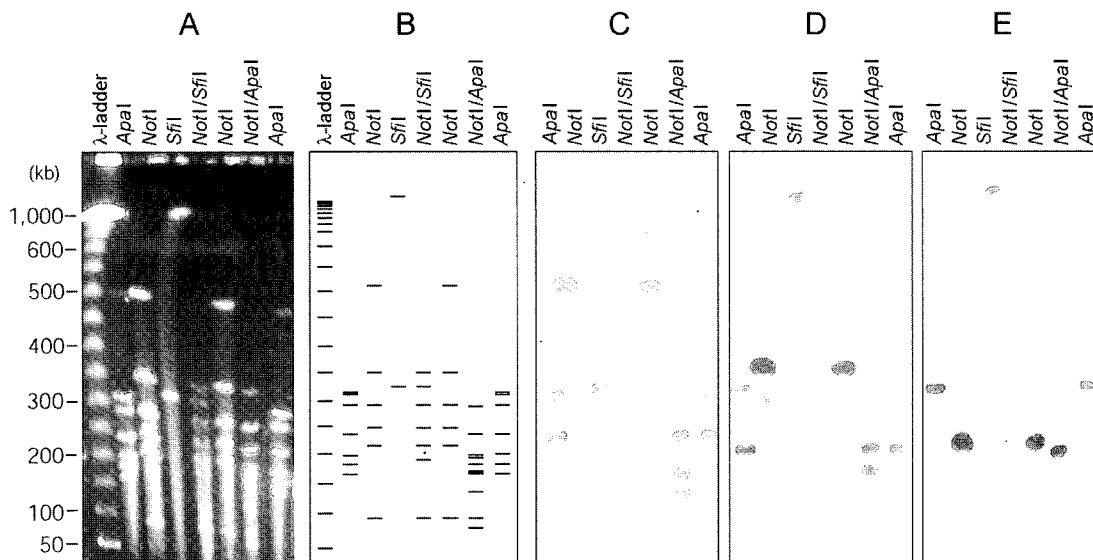 A B C D E
λ-ladder ApaI NotI SfiI NotI/SfiI NotI NotI/ApaI ApaI
λ-ladder ApaI NotI SfiI NotI/SfiI NotI NotI/ApaI ApaI
ApaI NotI SfiI NotI/SfiI NotI NotI/ApaI ApaI
ApaI NotI SfiI NotI/SfiI NotI NotI/ApaI ApaI
ApaI NotI SfiI NotI/SfiI NotI NotI/ApaI ApaI
(kb)
1,000
600
500
400
300
200
100
50